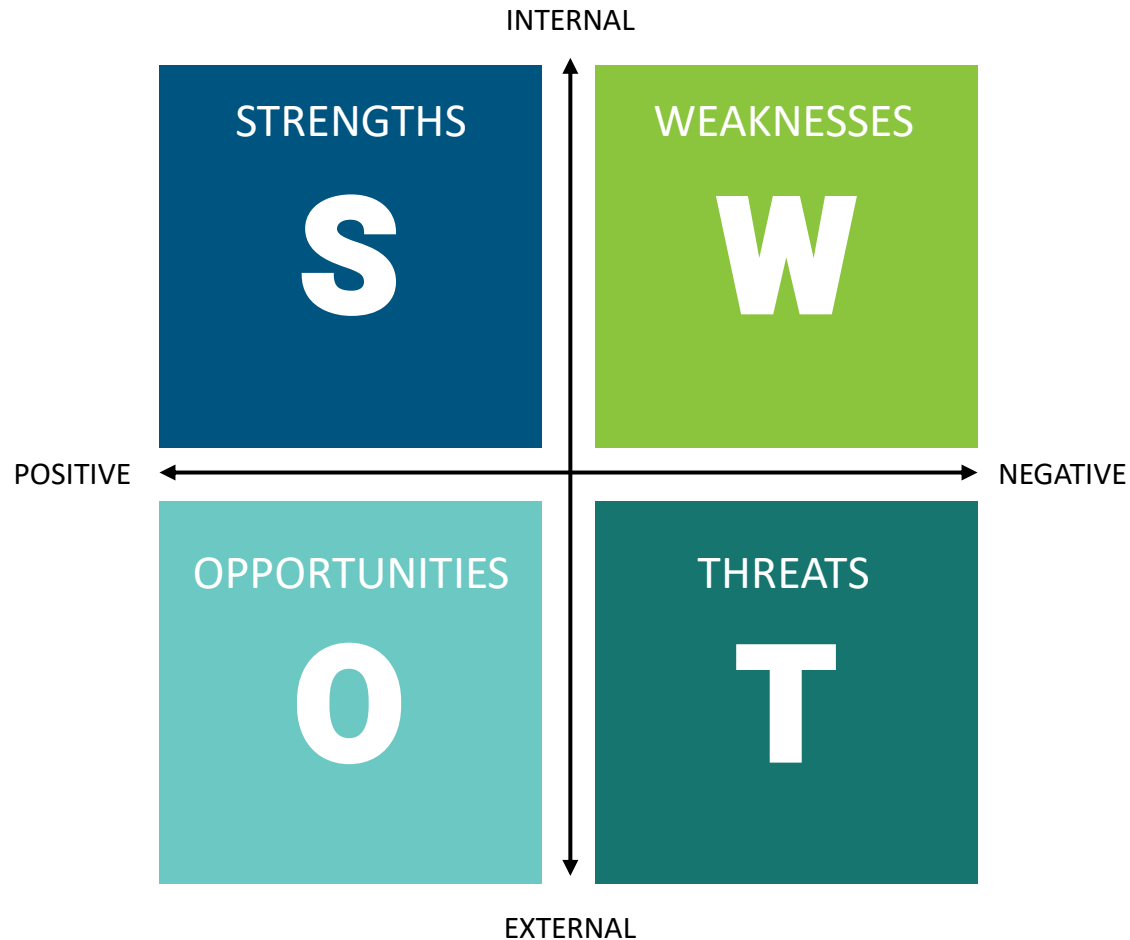 INTERNAL
STRENGTHS
S
WEAKNESSES
W
POSITIVE
NEGATIVE
OPPORTUNITIES
O
THREATS
T
EXTERNAL